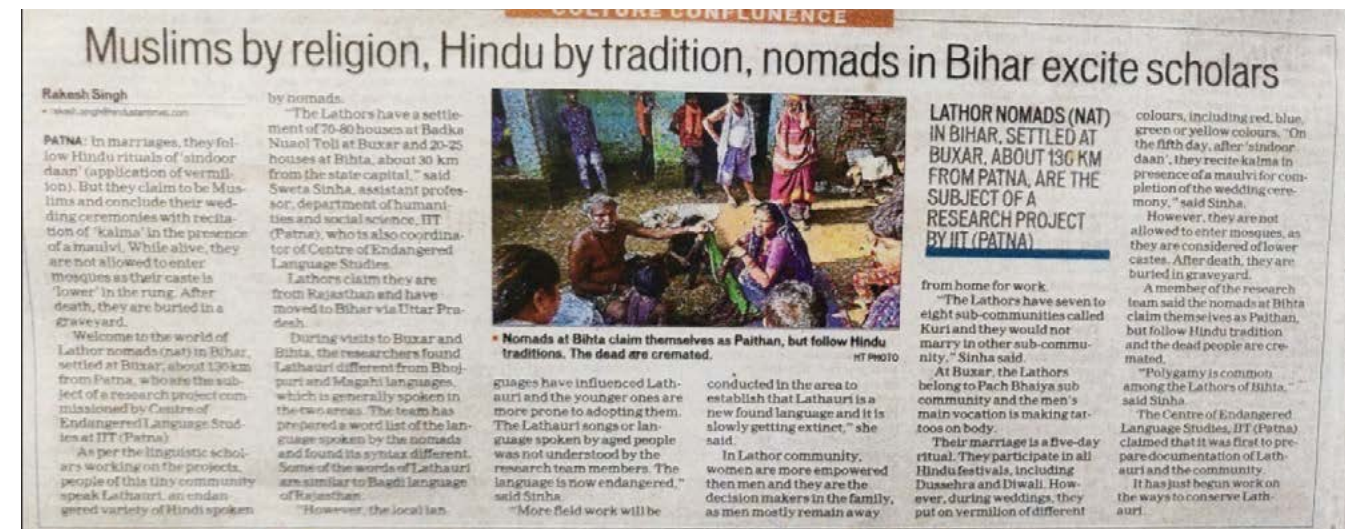 CULTURE CONFLUNENCE
Muslims by religion, Hindu by tradition, nomads in Bihar excite scholars
Rakesh Singh
PATNA: In marriages, they fol-
low Hindu rituals of 'sindoor
daan' (application of vermil-
ion). But they claim to be Mus-
lims and conclude their wed-
ding ceremonies with recita-
tion of 'kalma' in the presence
of a maulvi. While alive, they
are not allowed to enter
mosques as their caste is
'lower' in the rung. After
death, they are buried in a
graveyard.
Welcome to the world of
Lathor nomads (nat) in Bihar,
settled at Buxar, about 130 km
from Patna, who are the sub-
ject of a research project com-
missioned by Centre of
Endangered Language Stud-
ies at IIT (Patna).
As per the linguistic schol-
ars working on the projects,
people of this tiny community
speak Lathauri, an endan-
gered variety of Hindi spoken
by nomads.
"The Lathors have a settle-
ment of 70-80 houses at Badka
Nuaol Toll at Buxar and 20-25
houses at Bihta, about 30 km
from the state capital," said
Sweta Sinha, assistant profes-
sor, department of humani-
ties and social science, IIT
(Patna), who is also coordina-
tor of Centre of Endangered
Language Studies.
Lathors claim they are
from Rajasthan and have
moved to Bihar via Uttar Pra-
desh.
During visits to Buxar and
Bihta, the researchers found
Lathauri different from Bhoj-
puri and Magahi languages,
which is generally spoken in
the two areas. The team has
prepared a word list of the lan-
guage spoken by the nomads
and found its syntax different.
Some of the words of Lathauri
are similar to Bagdi language
of Rajasthan.
"However, the local lan-
▪ Nomads at Bihta claim themselves as Paithan, but follow Hindu
traditions. The dead are cremated.
HT PHOTO
guages have influenced Lath-
auri and the younger ones are
more prone to adopting them.
The Lathauri songs or lan-
guage spoken by aged people
was not understood by the
research team members. The
language is now endangered,"
said Sinha.
"More field work will be
conducted in the area to
establish that Lathauri is a
new found language and it is
slowly getting extinct," she
said.
In Lathor community,
women are more empowered
then men and they are the
decision makers in the family,
as men mostly remain away
LATHOR NOMADS (NAT)
IN BIHAR, SETTLED AT
BUXAR, ABOUT 130 KM
FROM PATNA, ARE THE
SUBJECT OF A
RESEARCH PROJECT
BY IIT (PATNA)
from home for work.
"The Lathors have seven to
eight sub-communities called
Kuri and they would not
marry in other sub-commu-
nity," Sinha said.
At Buxar, the Lathors
belong to Pach Bhaiya sub
community and the men's
main vocation is making tat-
toos on body.
Their marriage is a five-day
ritual. They participate in all
Hindu festivals, including
Dussehra and Diwali. How-
ever, during weddings, they
put on vermilion of different
colours, including red, blue,
green or yellow colours. "On
the fifth day, after 'sindoor
daan', they recite kalma in
presence of a maulvi for com-
pletion of the wedding cere-
mony," said Sinha.
However, they are not
allowed to enter mosques, as
they are considered of lower
castes. After death, they are
buried in graveyard.
A member of the research
team said the nomads at Bihta
claim themselves as Paithan,
but follow Hindu tradition
and the dead people are cre-
mated.
"Polygamy is common
among the Lathors of Bihta,"
said Sinha.
The Centre of Endangered
Language Studies, IIT (Patna)
claimed that it was first to pre-
pare documentation of Lath-
auri and the community.
It has just begun work on
the ways to conserve Lath-
auri.